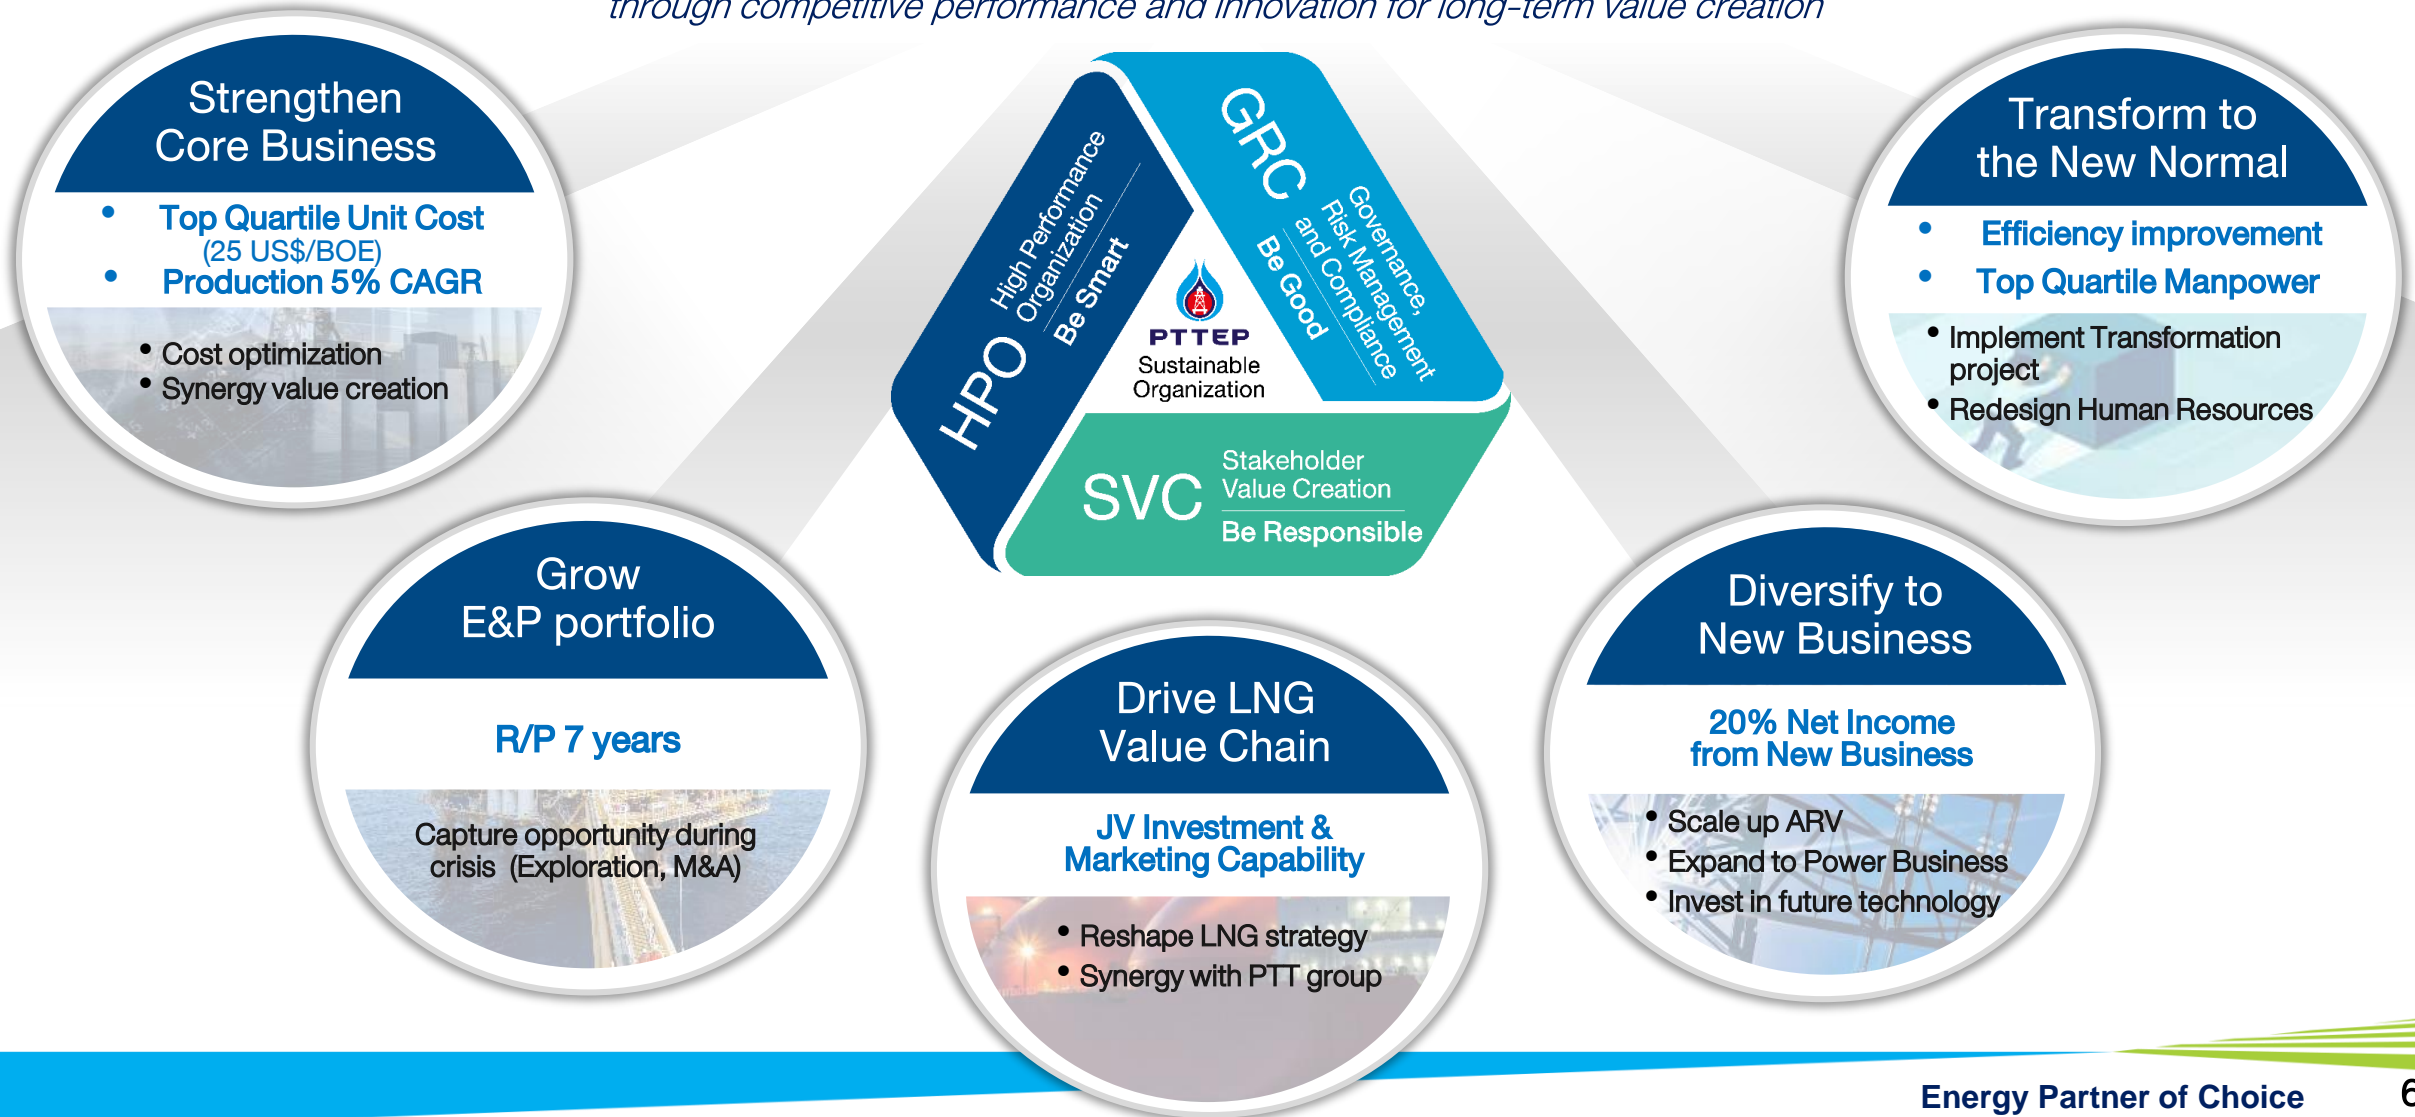 through competitive performance and innovation for long-term value creation
Strengthen
Core Business
• Top Quartile Unit Cost
(25 US$/BOE)
• Production 5% CAGR
• Cost optimization
• Synergy value creation
Grow
E&P portfolio
R/P 7 years
Capture opportunity during
crisis (Exploration, M&A)
HPO
High Performance
Organization
Be Smart
GRC
Governance,
Risk Management
and Compliance
Be Good
PTTEP
Sustainable
Organization
SVC
Stakeholder
Value Creation
Be Responsible
Drive LNG
Value Chain
JV Investment &
Marketing Capability
• Reshape LNG strategy
• Synergy with PTT group
Diversify to
New Business
20% Net Income
from New Business
• Scale up ARV
• Expand to Power Business
• Invest in future technology
Transform to
the New Normal
• Efficiency improvement
• Top Quartile Manpower
• Implement Transformation
project
• Redesign Human Resources
Energy Partner of Choice
6